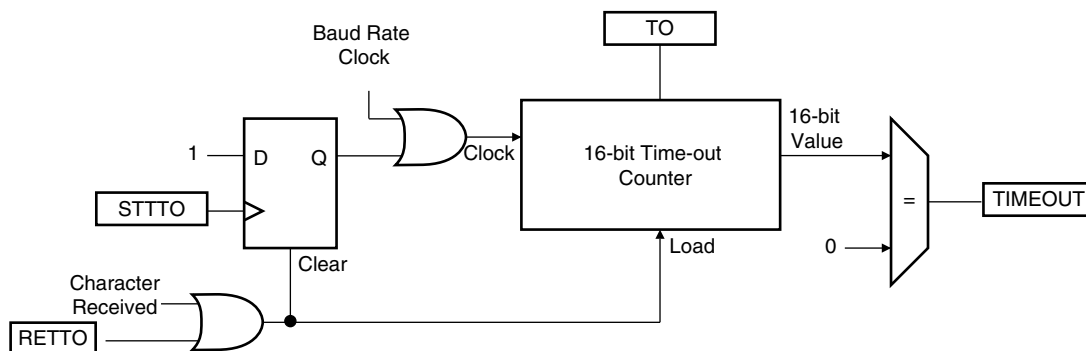 Baud Rate
Clock
TO
1
D
Q
Clock
16-bit Time-out
Counter
16-bit
Value
STTTO
=
TIMEOUT
0
Load
Clear
Character
Received
RETTO